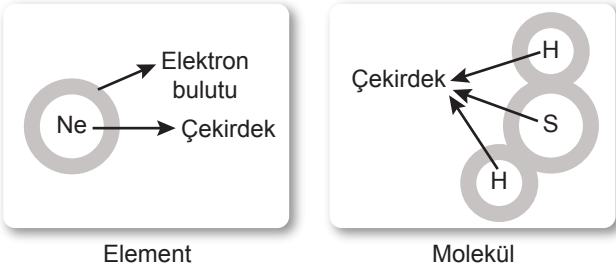 Elektron
bulutu
Ne
Çekirdek
Element
H
Çekirdek
S
H
Molekül